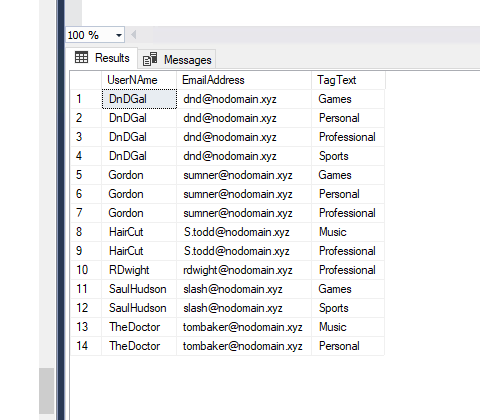 100 %
Results Messages
UserNAme EmailAddress TagText
1 DnDGal dnd@nodomain.xyz Games
2 DnDGal dnd@nodomain.xyz Personal
3 DnDGal dnd@nodomain.xyz Professional
4 DnDGal dnd@nodomain.xyz Sports
5 Gordon sumner@nodomain.xyz Games
6 Gordon sumner@nodomain.xyz Personal
7 Gordon sumner@nodomain.xyz Professional
8 HairCut S.todd@nodomain.xyz Music
9 HairCut S.todd@nodomain.xyz Professional
10 RDwight rdwight@nodomain.xyz Professional
11 SaulHudson slash@nodomain.xyz Games
12 SaulHudson slash@nodomain.xyz Sports
13 TheDoctor tombaker@nodomain.xyz Music
14 TheDoctor tombaker@nodomain.xyz Personal